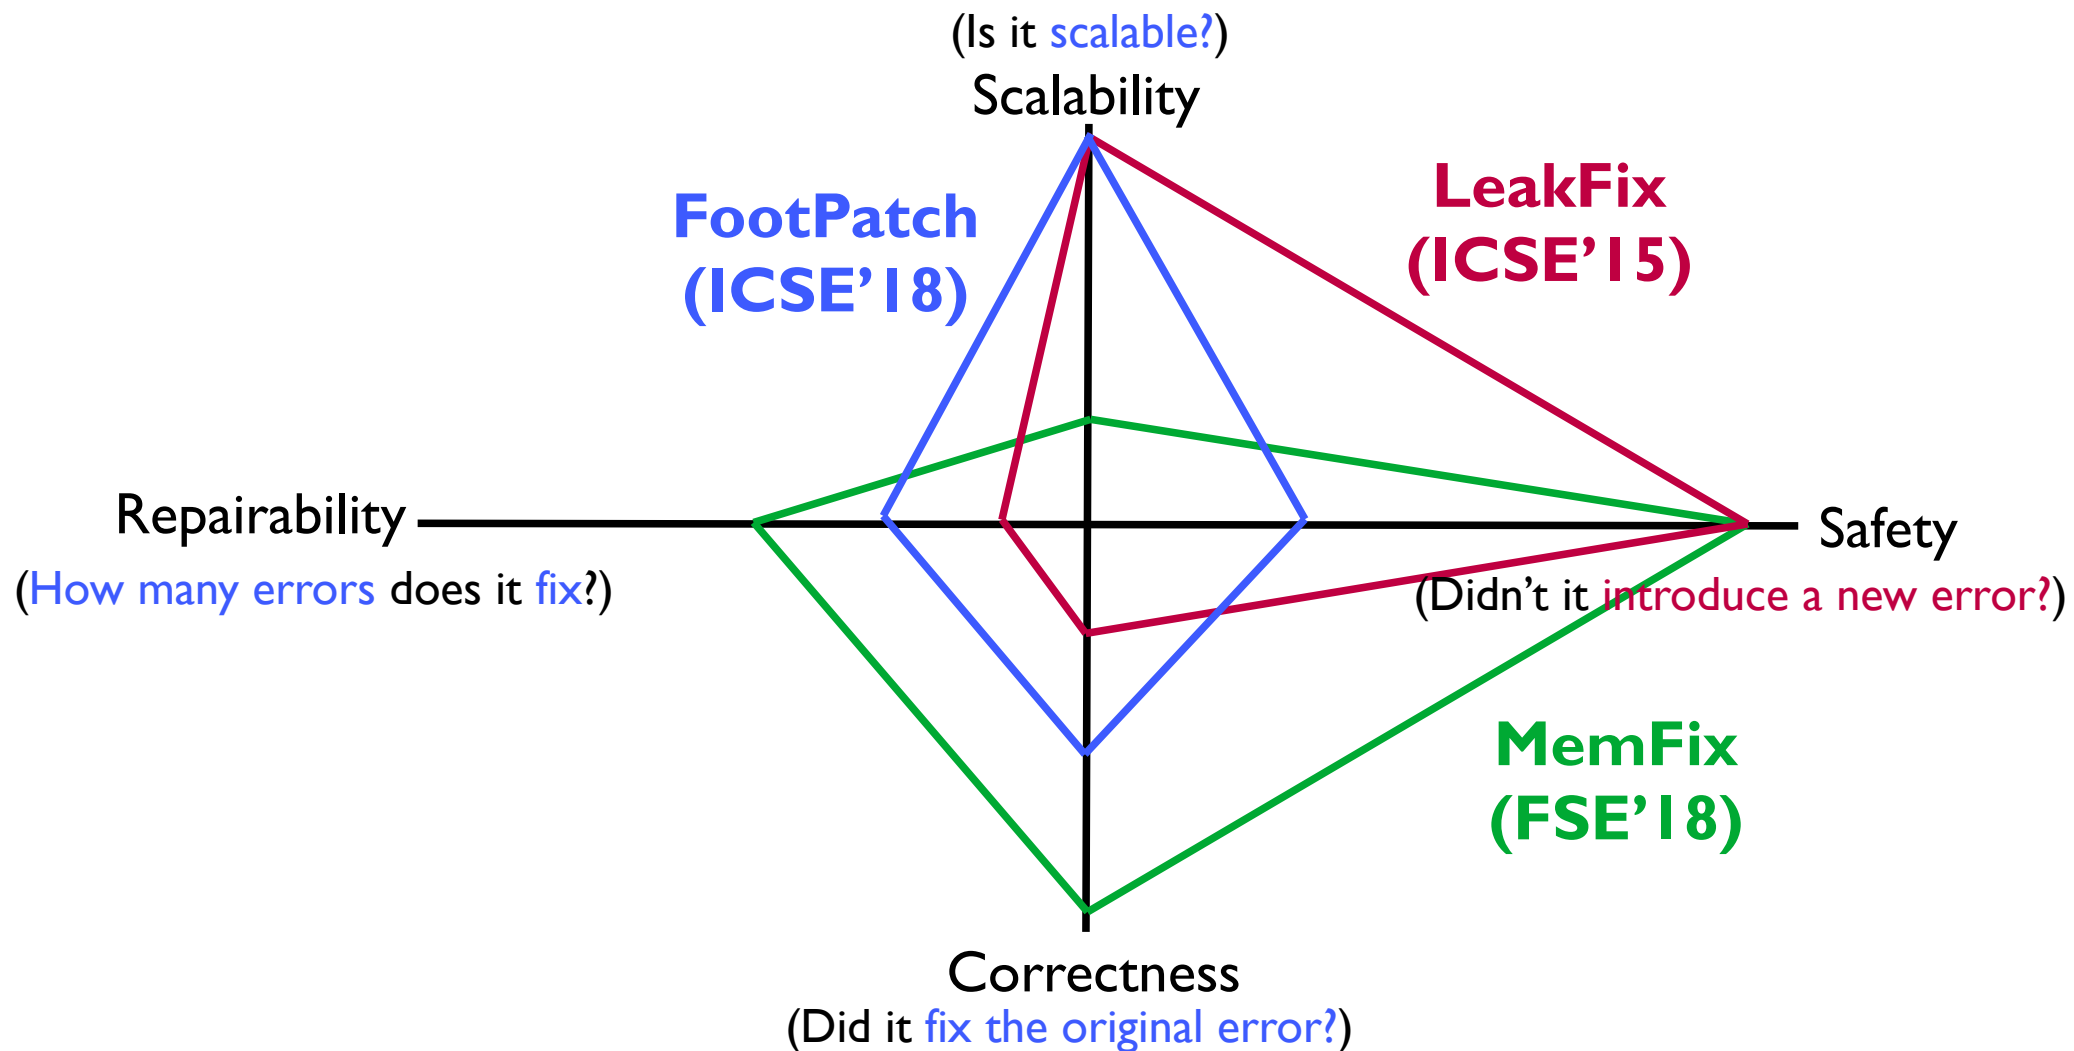 (Is it scalable?)
Scalability
FootPatch
(ICSE’18)
LeakFix
(ICSE’15)
Repairability
(How many errors does it fix?)
Safety
(Didn’t it introduce a new error?)
MemFix
(FSE’18)
Correctness
(Did it fix the original error?)